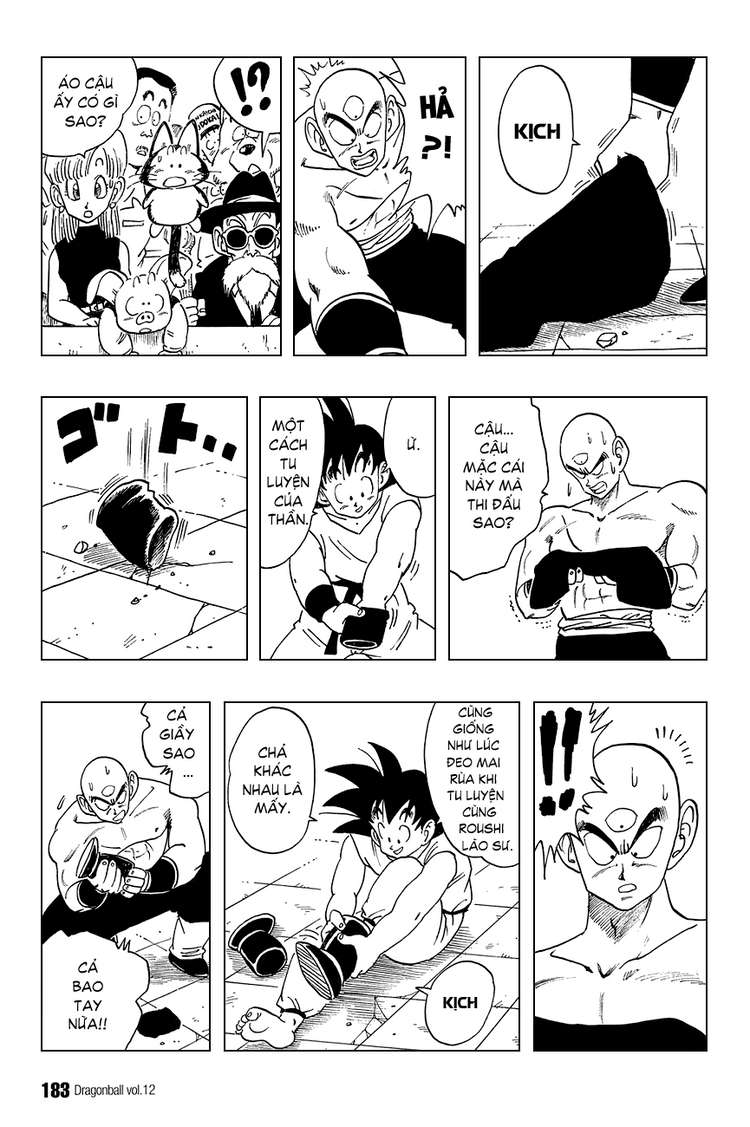 KỊCH
HẢ
?!
!?
ÁO CẬU
ẤY CÓ GÌ
SAO?
CẬU...
CẬU
MẶC CÁI
NÀY MÀ
THI ĐẤU
SAO?
Ừ.
MỘT
CÁCH
TU
LUYỆN
CỦA
THẦN.
ゴト..
!!
CŨNG
GIỐNG
NHƯ LÚC
ĐEO MAI
RÙA KHI
TU LUYỆN
CÙNG
ROUSHI
LÃO SƯ.
CHẢ
KHÁC
NHAU LÀ
MẤY.
KỊCH
CẢ
GIẦY
SAO
...
CẢ
BAO
TAY
NỮA!!
183 Dragonball vol.12